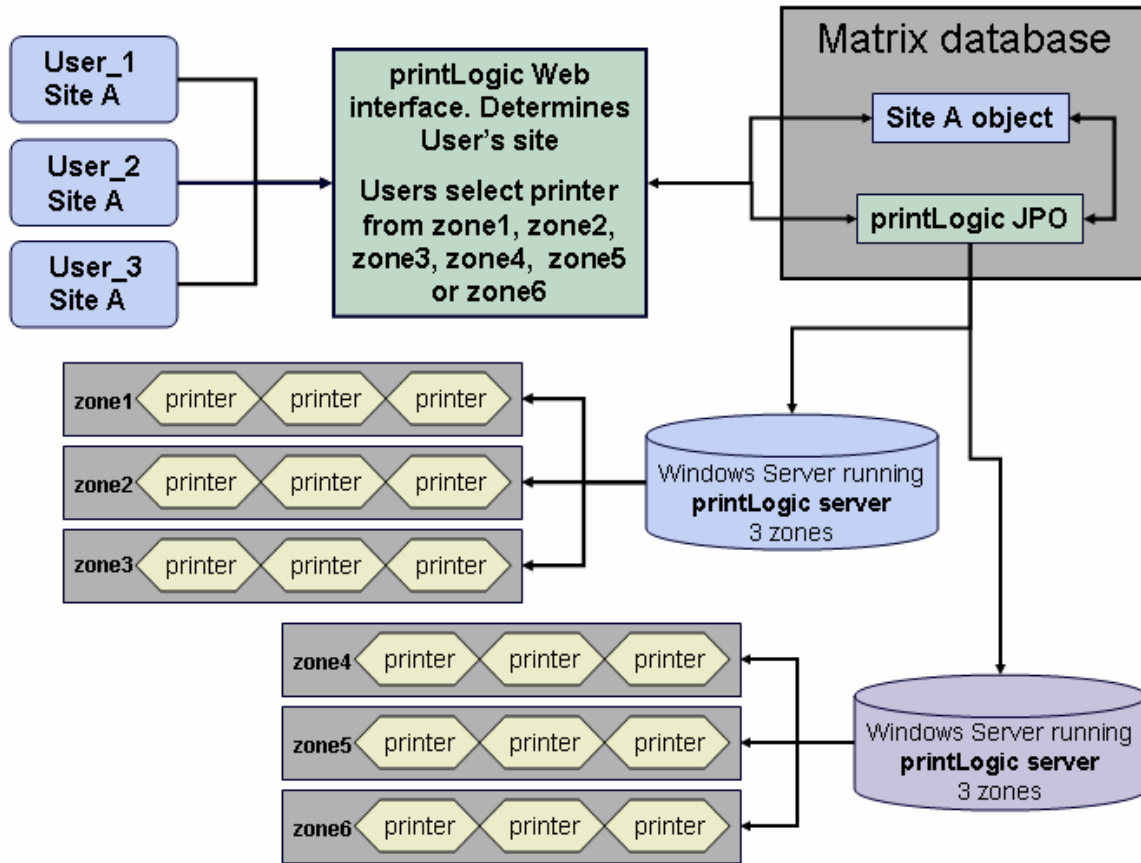 User_1
Site A
User_2
Site A
User_3
Site A
printLogic Web
interface. Determines
User's site
Users select printer
from zone1, zone2,
zone3, zone4, zone5
or zone6
Matrix database
Site A object
printLogic JPO
zone1 printer printer printer
zone2 printer printer printer
zone3 printer printer printer
Windows Server running
printLogic server
3 zones
zone4 printer printer printer
zone5 printer printer printer
zone6 printer printer printer
Windows Server running
printLogic server
3 zones